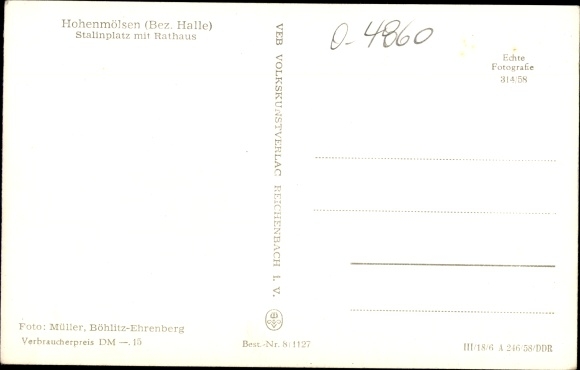 Hohenmölsen (Bez. Halle)
Stalinplatz mit Rathaus
VEB VOLKSKUNSTVERLAG REICHENBACH i. V.
0-4860
Echte
Fotografie
314/58
Foto: Müller, Böhlitz-Ehrenberg
Verbraucherpreis DM —.15
Best.-Nr. 8/1127
III/18/6 A 246/58/DDR